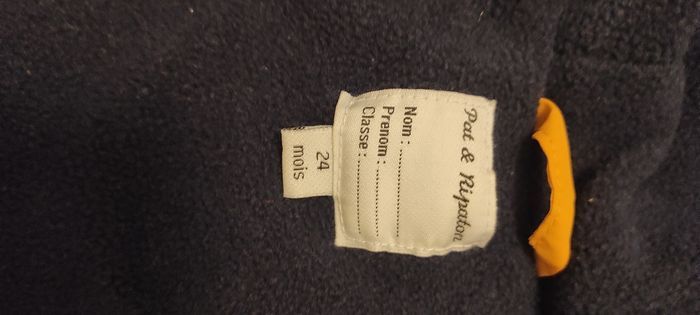 Pat & Ripaton
Nom : ....................
Prenom : ....................
Classe : ....................
24
mois